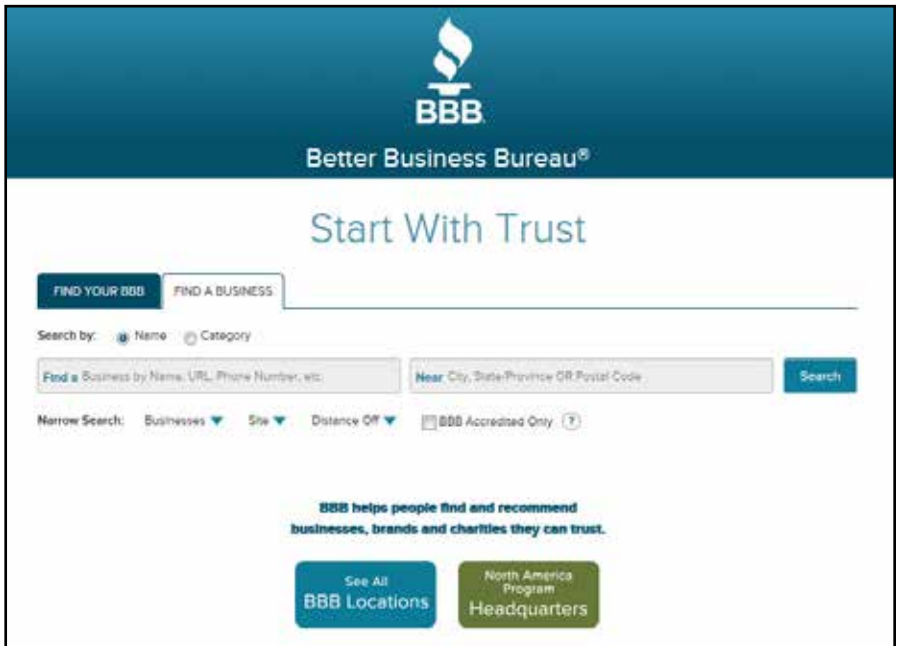 BBB
Better Business Bureau®
Start With Trust
FIND YOUR BBB FIND A BUSINESS
Search by: Name Category
Find a Business by Name, URL, Phone Number, etc. Near City, State/Province OR Postal Code Search
Narrow Search: Businesses Site Distance Off BBB Accredited Only ?
BBB helps people find and recommend
businesses, brands and charities they can trust.
See All
BBB Locations
North America
Program
Headquarters